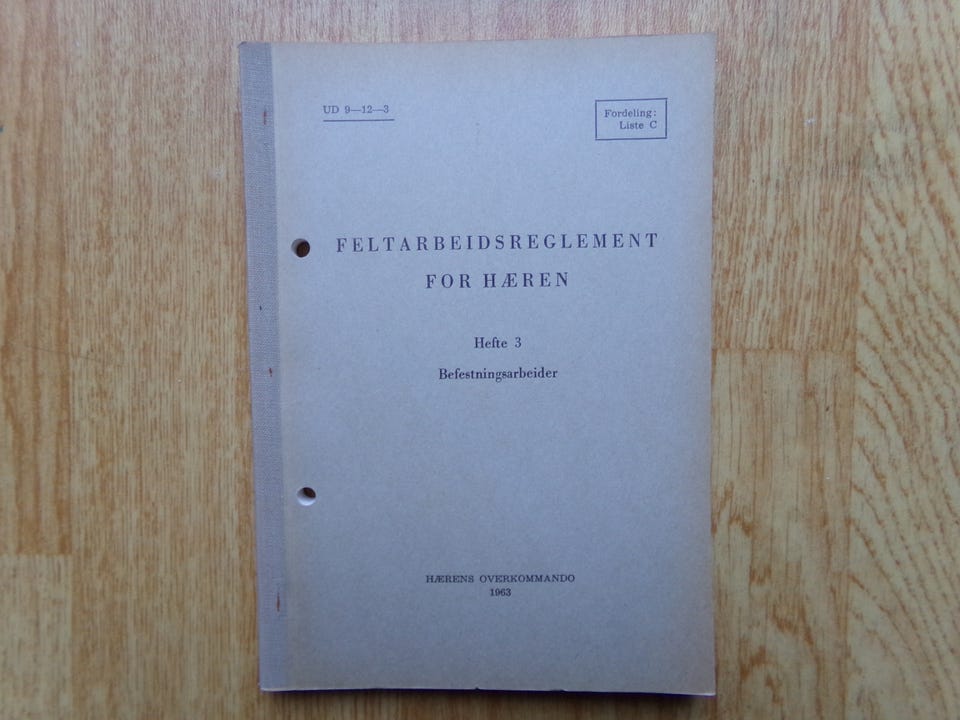 UD 9—12—3
Fordeling:
Liste C
FELTARBEIDSREGLEMENT
FOR HÆREN
Hefte 3
Befestningsarbeider
HÆRENS OVERKOMMANDO
1963